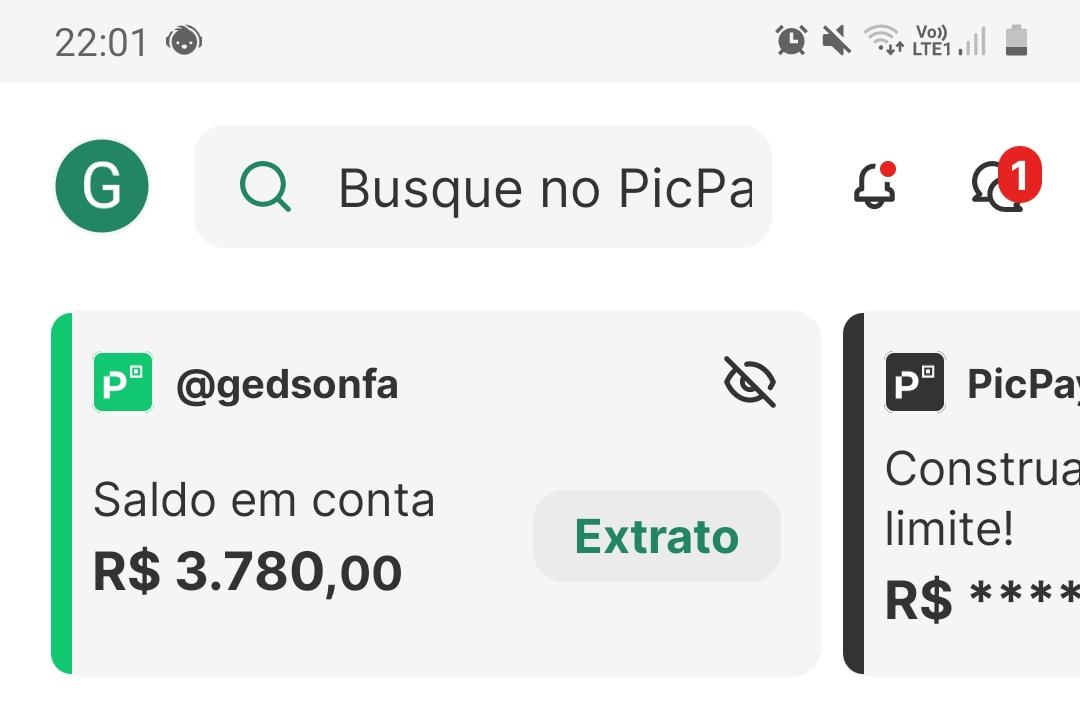 22:01
Vo)) LTE1
G
Busque no PicPa
1
@gedsonfa
Saldo em conta
R$ 3.780,00
Extrato
PicPay
Construa
limite!
R$ ****